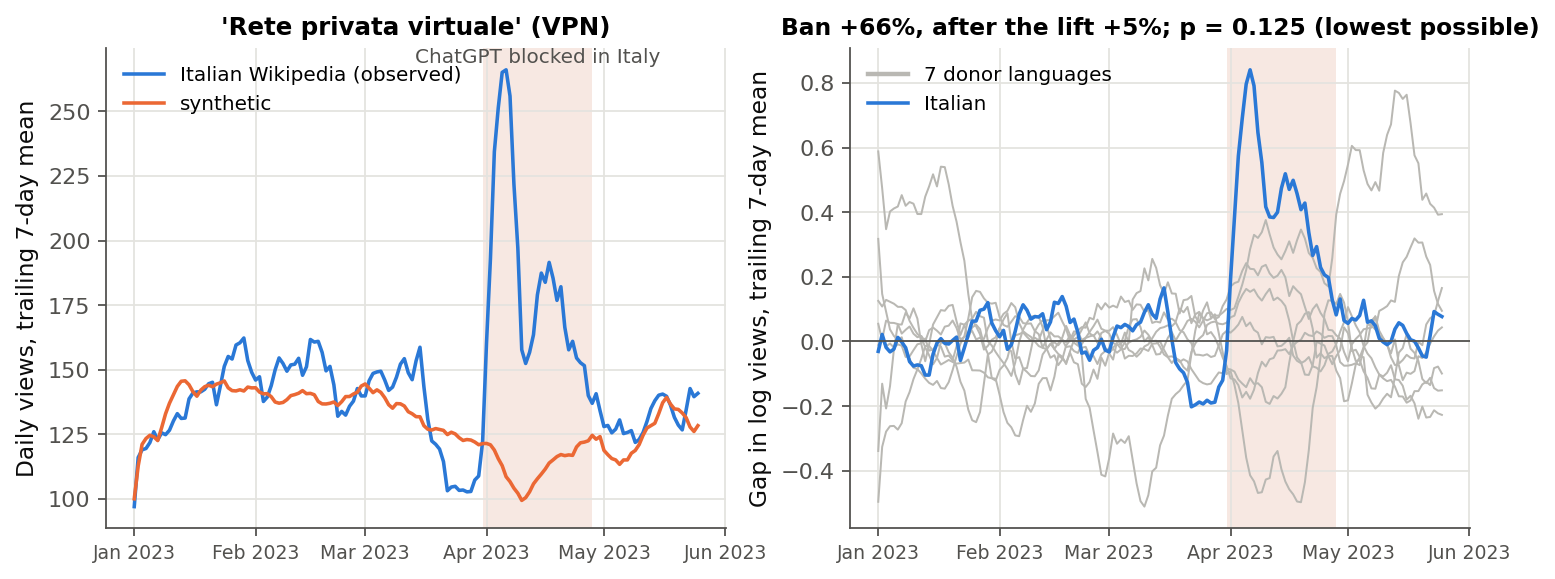 'Rete privata virtuale' (VPN)
ChatGPT blocked in Italy
Italian Wikipedia (observed)
synthetic
Daily views, trailing 7-day mean
250
225
200
175
150
125
100
Jan 2023
Feb 2023
Mar 2023
Apr 2023
May 2023
Jun 2023
Ban +66%, after the lift +5%; p = 0.125 (lowest possible)
7 donor languages
Italian
Gap in log views, trailing 7-day mean
0.8
0.6
0.4
0.2
0.0
−0.2
−0.4
Jan 2023
Feb 2023
Mar 2023
Apr 2023
May 2023
Jun 2023